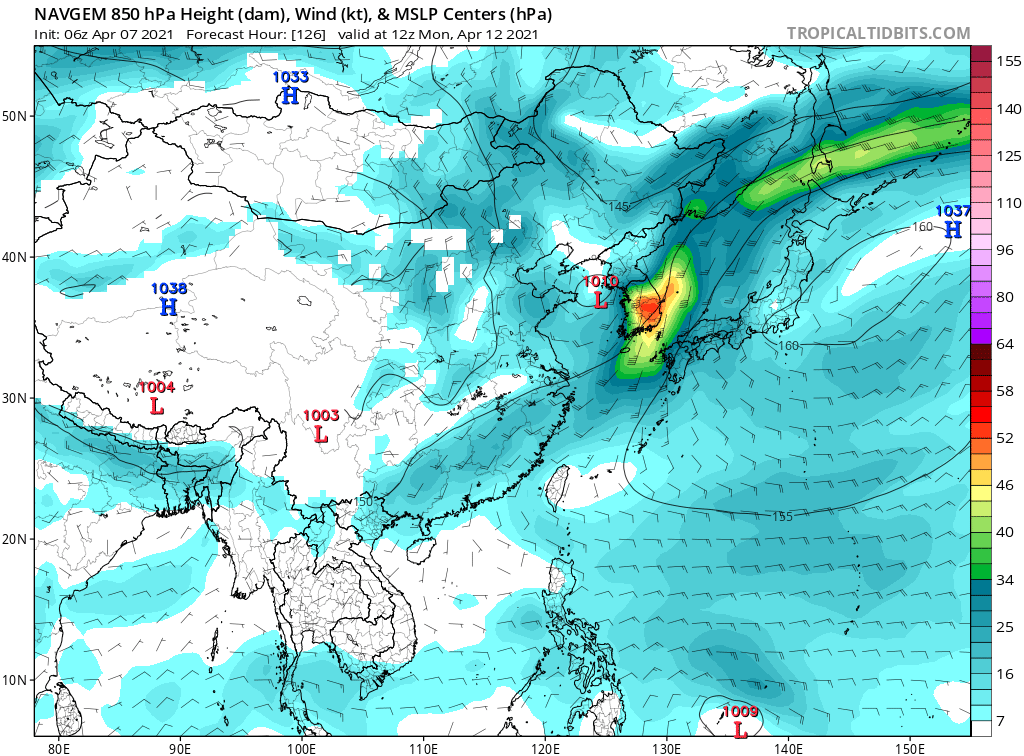 NAVGEM 850 hPa Height (dam), Wind (kt), & MSLP Centers (hPa)
Init: 06z Apr 07 2021 Forecast Hour: [126] valid at 12z Mon, Apr 12 2021
TROPICALTIDBITS.COM
1033
H
155
50N
140
125
145
110
1037
H
160
40N
96
1038
H
1010
L
80
160
64
1004
L
58
30N
1003
L
52
46
150
155
40
20N
34
25
10N
16
1009
L
7
80E
90E
100E
110E
120E
130E
140E
150E